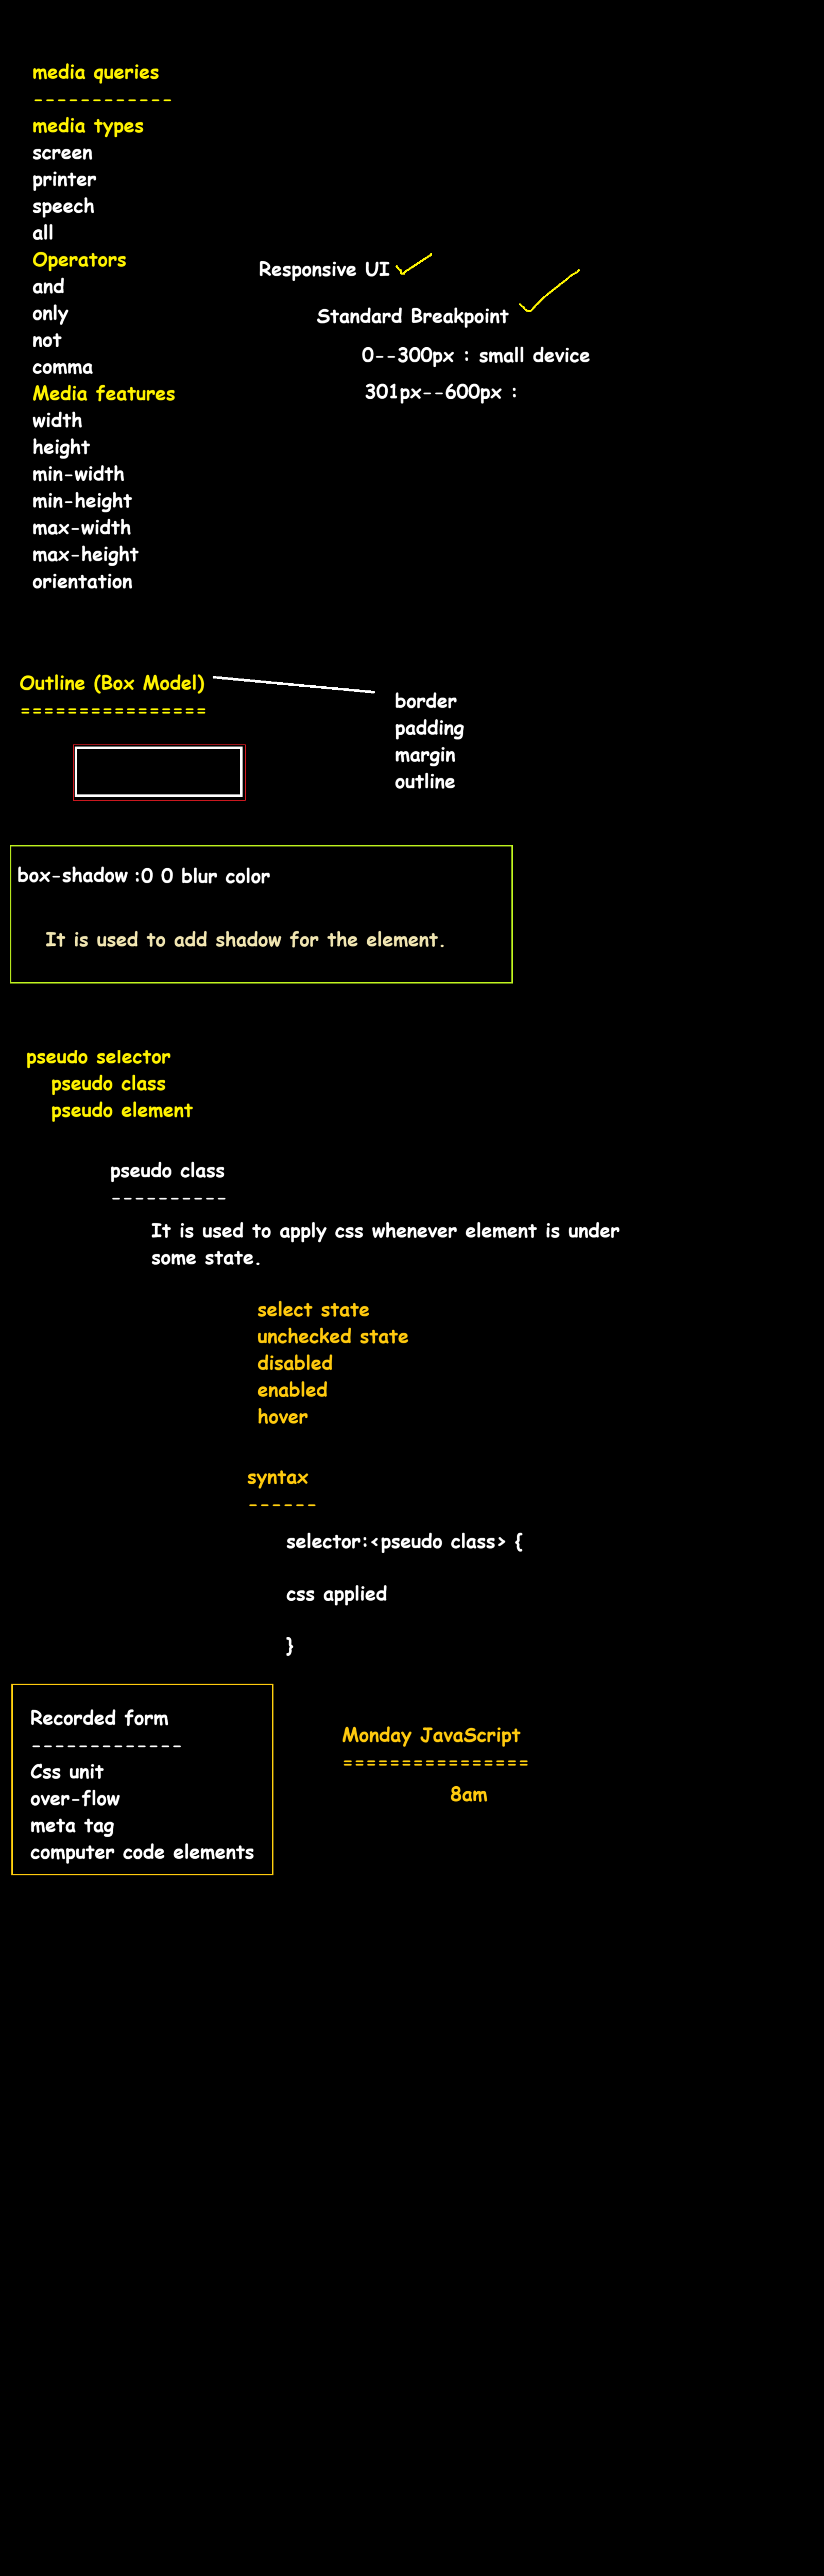 media queries
------------
media types
screen
printer
speech
all
Operators
and
only
not
comma
Media features
width
height
min-width
min-height
max-width
max-height
orientation
Responsive UI
Standard Breakpoint
0--300px : small device
301px--600px :
Outline (Box Model)
================
border
padding
margin
outline
box-shadow :0 0 blur color
It is used to add shadow for the element.
pseudo selector
pseudo class
pseudo element
pseudo class
----------
It is used to apply css whenever element is under
some state.
select state
unchecked state
disabled
enabled
hover
syntax
------
selector:<pseudo class> {
css applied
}
Recorded form
-------------
Css unit
over-flow
meta tag
computer code elements
Monday JavaScript
================
8am